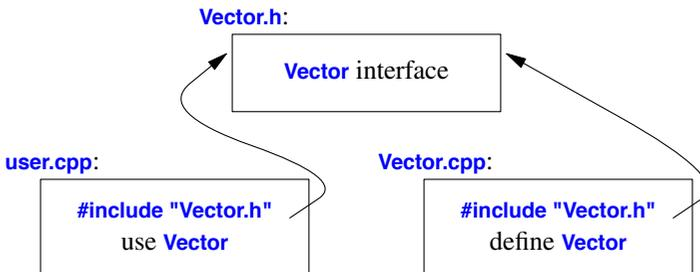 Vector.h:
Vector interface
user.cpp:
Vector.cpp:
#include "Vector.h"
use Vector
#include "Vector.h"
define Vector